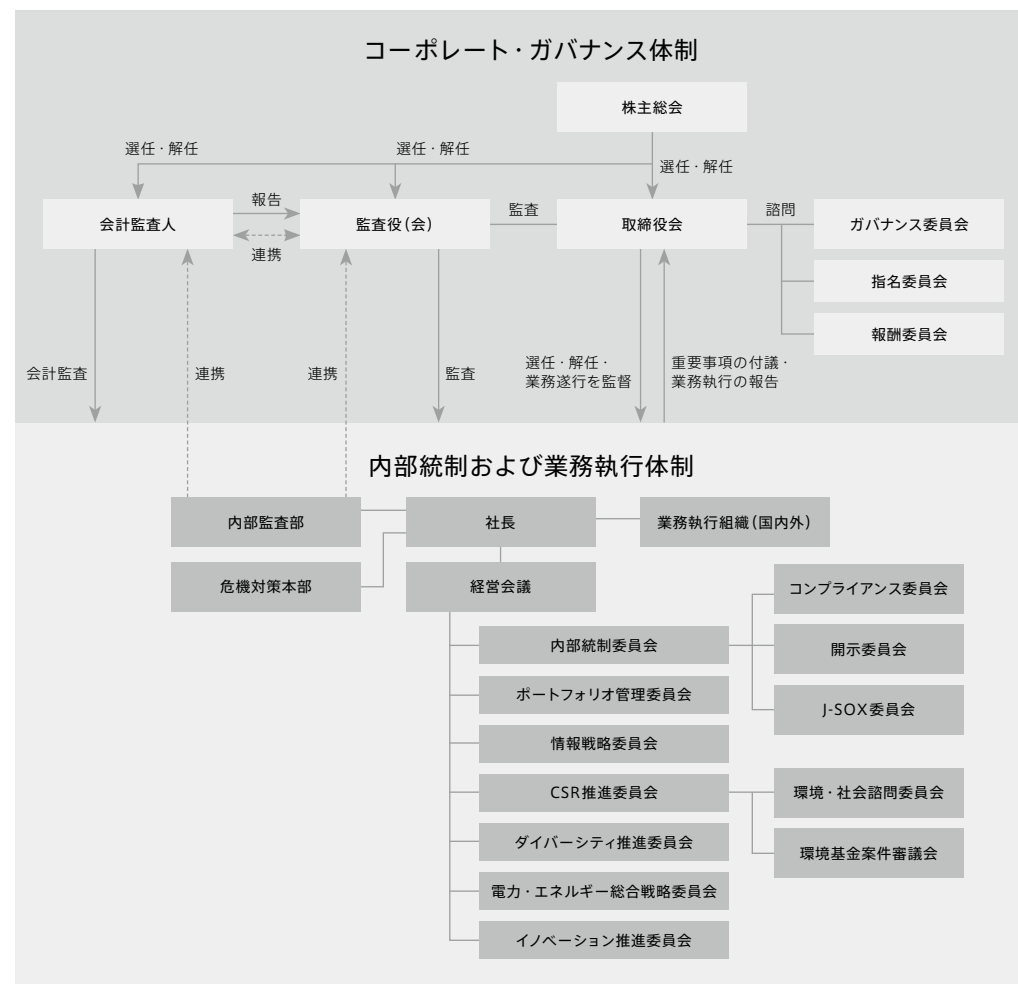 コーポレート・ガバナンス体制
株主総会
選任・解任
選任・解任
選任・解任
会計監査人
報告
連携
監査役(会)
監査
取締役会
諮問
ガバナンス委員会
指名委員会
報酬委員会
会計監査
連携
連携
監査
選任・解任・
業務遂行を監督
重要事項の付議・
業務執行の報告
内部統制および業務執行体制
内部監査部
社長
業務執行組織(国内外)
危機対策本部
経営会議
コンプライアンス委員会
内部統制委員会
開示委員会
ポートフォリオ管理委員会
J-SOX委員会
情報戦略委員会
CSR推進委員会
環境・社会諮問委員会
ダイバーシティ推進委員会
環境基金案件審議会
電力・エネルギー総合戦略委員会
イノベーション推進委員会